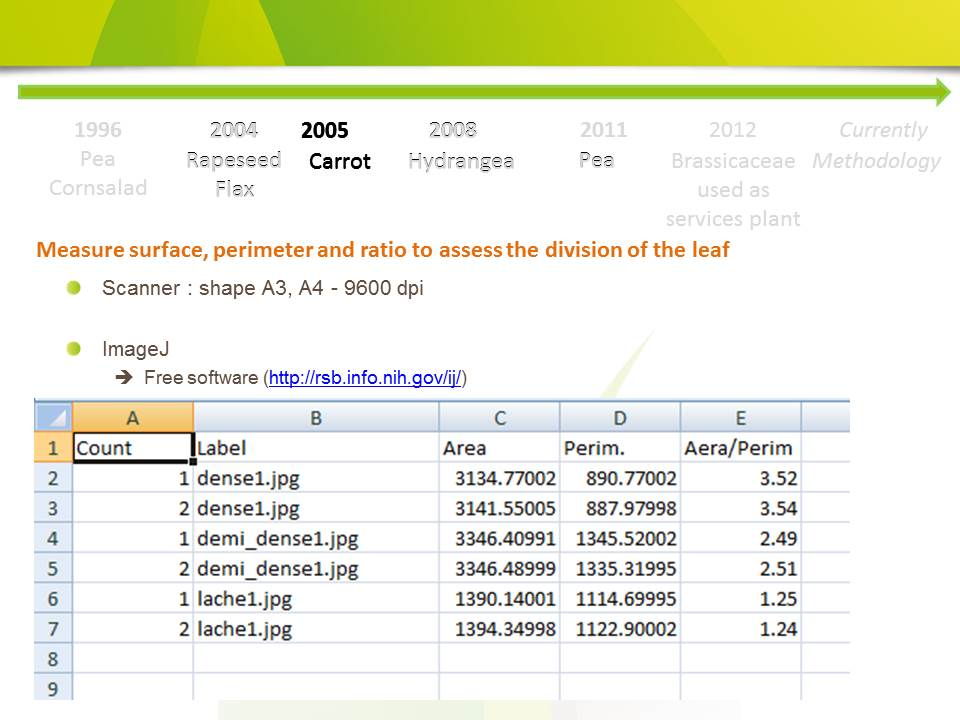 1996 2004 2005 2008 2011 2012 Currently
Pea Rapeseed Carrot Hydrangea Pea Brassicaceae Methodology
Cornsalad Flax used as
services plant
Measure surface, perimeter and ratio to assess the division of the leaf
Scanner : shape A3, A4 - 9600 dpi
ImageJ
➔ Free software (http://rsb.info.nih.gov/ij/)
A B C D E
1 Count Label Area Perim. Aera/Perim
2 1 dense1.jpg 3134.77002 890.77002 3.52
3 2 dense1.jpg 3141.55005 887.97998 3.54
4 1 demi_dense1.jpg 3346.40991 1345.52002 2.49
5 2 demi_dense1.jpg 3346.48999 1335.31995 2.51
6 1 lache1.jpg 1390.14001 1114.69995 1.25
7 2 lache1.jpg 1394.34998 1122.90002 1.24
8
9